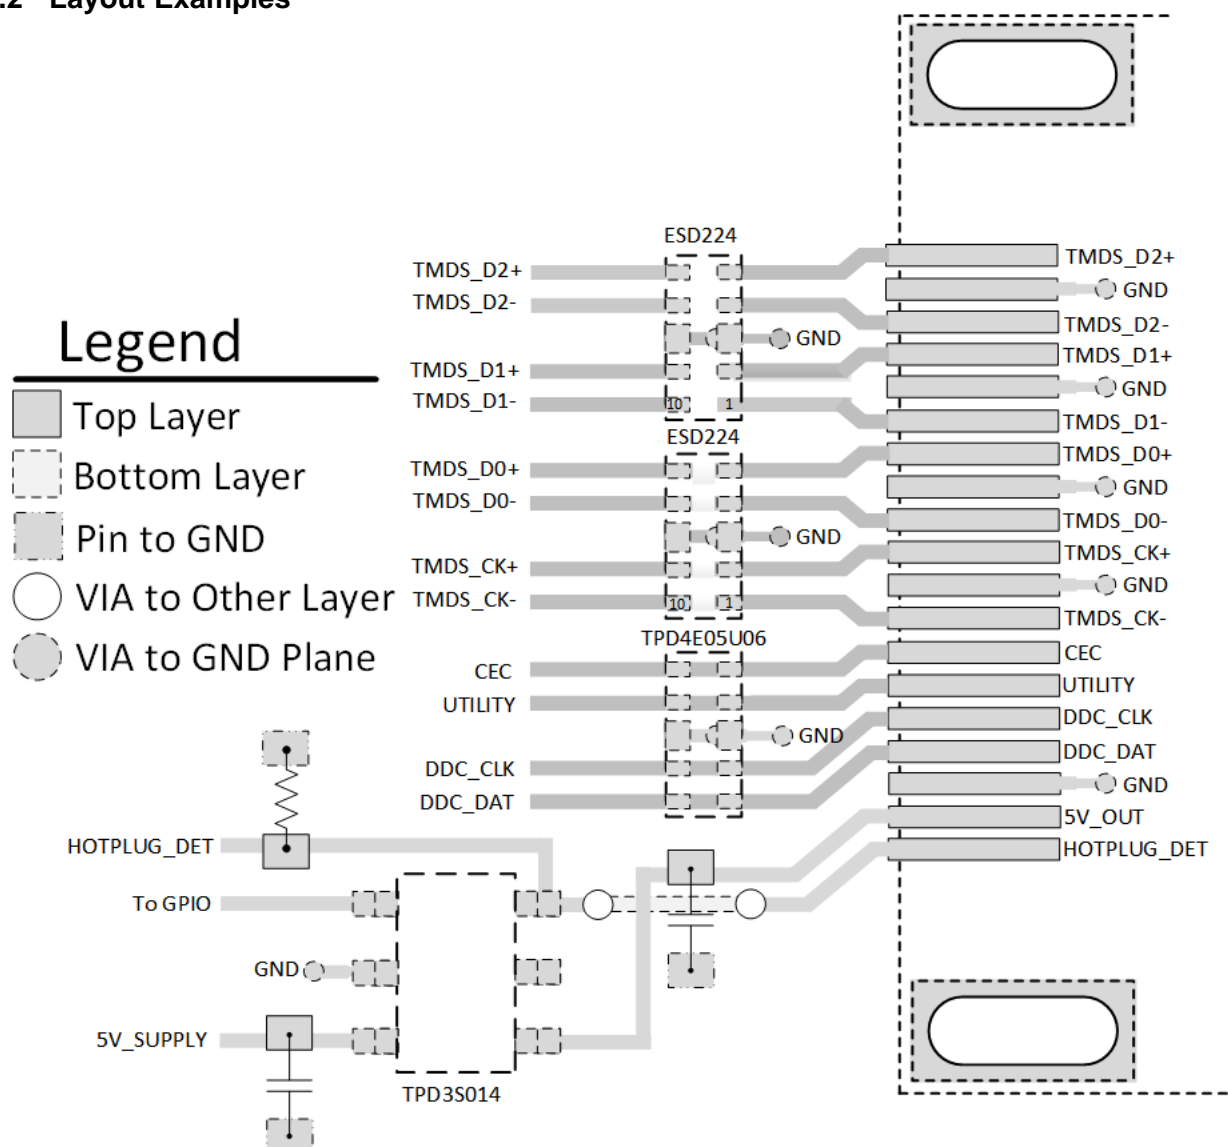 .2 Layout Examples
ESD224
TMDS_D2+
TMDS_D2+
TMDS_D2-
GND
GND
TMDS_D2-
TMDS_D1+
TMDS_D1+
GND
TMDS_D1-
10 1
TMDS_D1-
ESD224
TMDS_D0+
TMDS_D0+
GND
TMDS_D0-
GND
TMDS_D0-
TMDS_CK+
TMDS_CK+
GND
TMDS_CK-
10 1
TMDS_CK-
TPD4E05U06
CEC
CEC
UTILITY
UTILITY
GND
DDC_CLK
DDC_CLK
DDC_DAT
DDC_DAT
GND
5V_OUT
HOTPLUG_DET
HOTPLUG_DET
To GPIO
GND
5V_SUPPLY
TPD3S014
Legend
Top Layer
Bottom Layer
Pin to GND
VIA to Other Layer
VIA to GND Plane